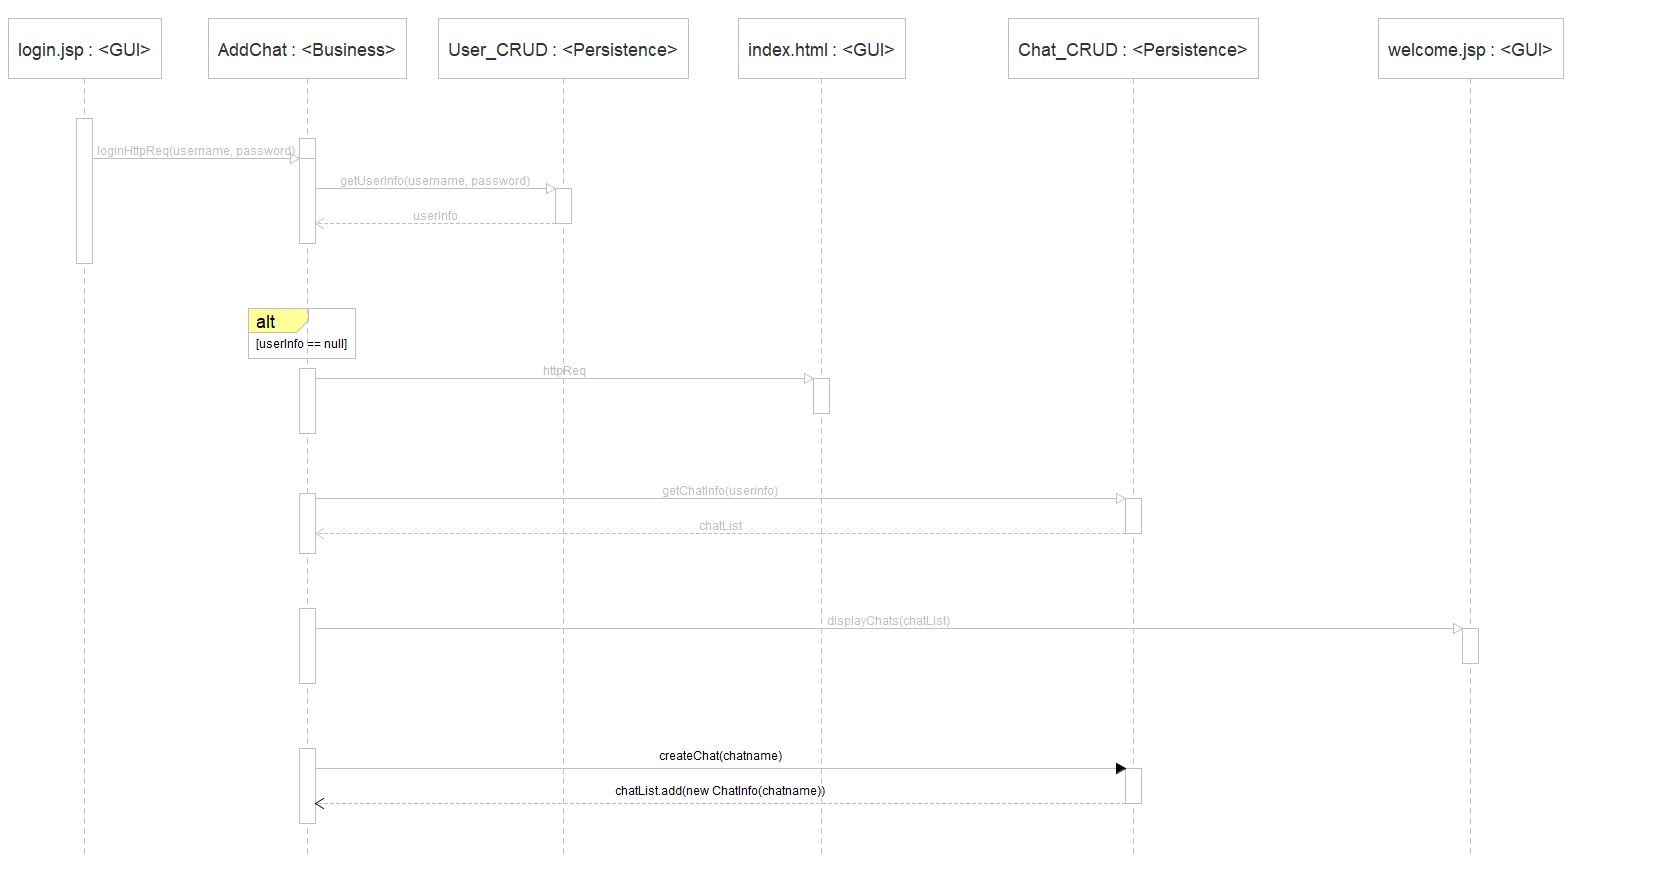 login.jsp : <GUI>
AddChat : <Business>
User_CRUD : <Persistence>
index.html : <GUI>
Chat_CRUD : <Persistence>
welcome.jsp : <GUI>
loginHttpReq(username, password)
getUserInfo(username, password)
userinfo
alt
[userInfo == null]
httpReq
getChatInfo(userinfo)
chatList
displayChats(chatList)
createChat(chatname)
chatList.add(new ChatInfo(chatname))